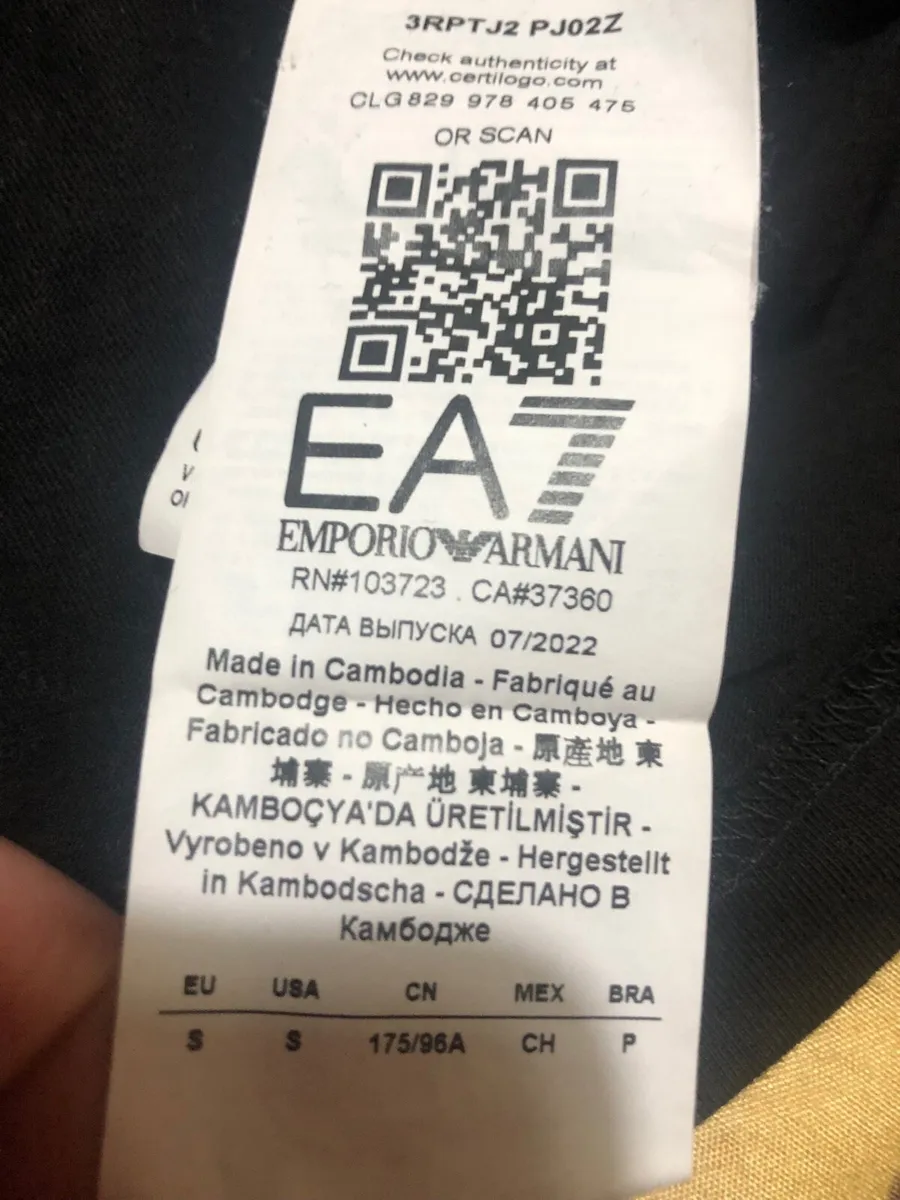 3RPTJ2 PJ02Z
Check authenticity at
www.certilogo.com
CLG 829 978 405 475
OR SCAN
EA7
EMPORIO ARMANI
RN#103723 . CA#37360
ДАТА ВЫПУСКА 07/2022
Made in Cambodia - Fabriqué au
Cambodge - Hecho en Camboya -
Fabricado no Camboja - 原產地 柬
埔寨 - 原产地 柬埔寨 -
KAMBOÇYA'DA ÜRETİLMİŞTİR -
Vyrobeno v Kambodže - Hergestellt
in Kambodscha - СДЕЛАНО В
Камбодже
EU USA CN MEX BRA
S S 175/96A CH P